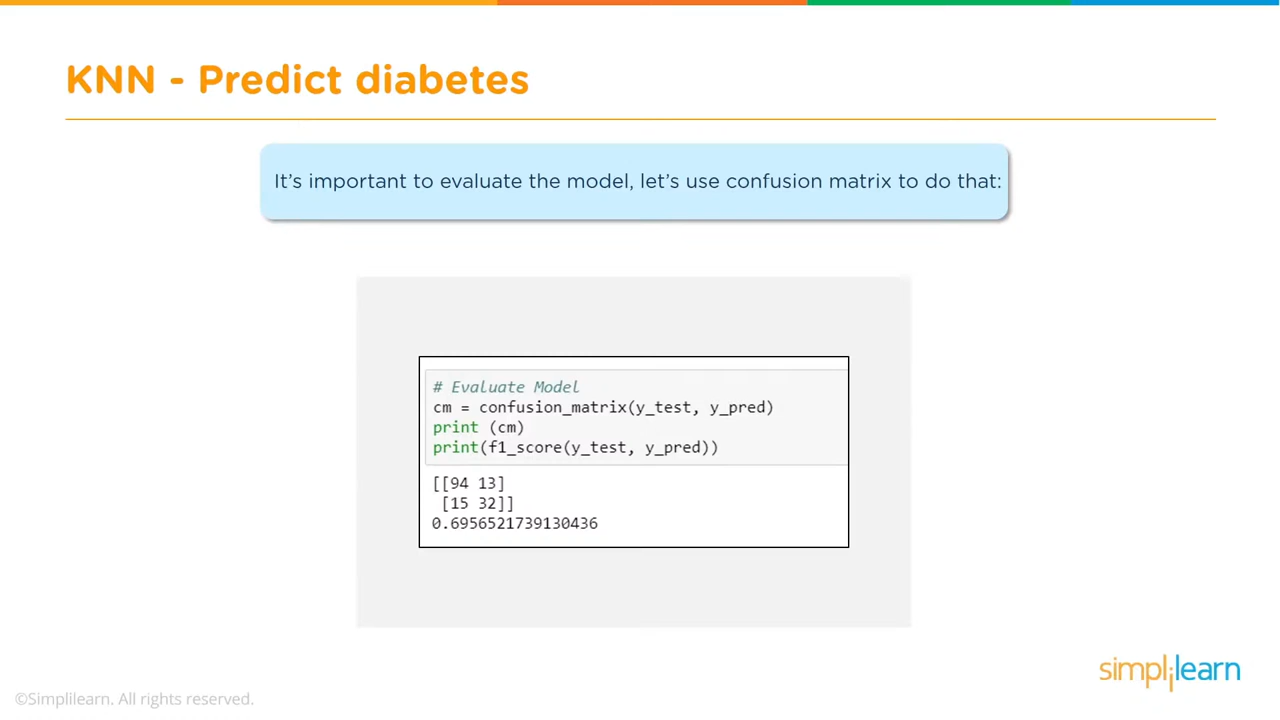 KNN - Predict diabetes
It's important to evaluate the model, let's use confusion matrix to do that:
# Evaluate Model
cm = confusion_matrix(y_test, y_pred)
print (cm)
print(f1_score(y_test, y_pred))
[[94 13]
[15 32]]
0.6956521739130436
simplilearn
©Simplilearn. All rights reserved.